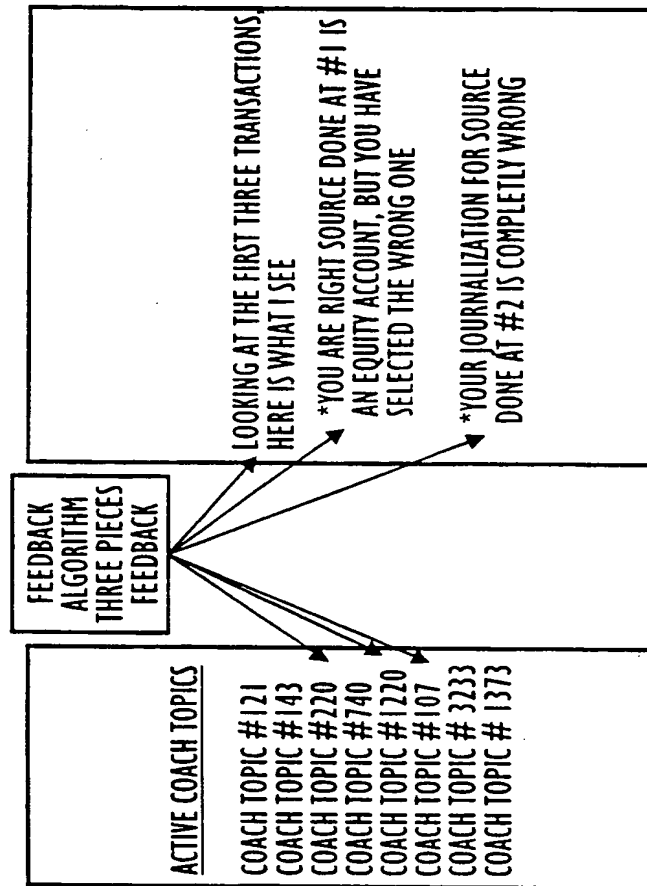 ACTIVE COACH TOPICS
COACH TOPIC #121
COACH TOPIC #143
COACH TOPIC #220
COACH TOPIC #740
COACH TOPIC #1220
COACH TOPIC #107
COACH TOPIC # 3233
COACH TOPIC # 1373
FEEDBACK
ALGORITHM
THREE PIECES
FEEDBACK
LOOKING AT THE FIRST THREE TRANSACTIONS,
HERE IS WHAT I SEE
*YOU ARE RIGHT SOURCE DONE AT #1 IS
AN EQUITY ACCOUNT, BUT YOU HAVE
SELECTED THE WRONG ONE
*YOUR JOURNALIZATION FOR SOURCE
DONE AT #2 IS COMPLETLY WRONG